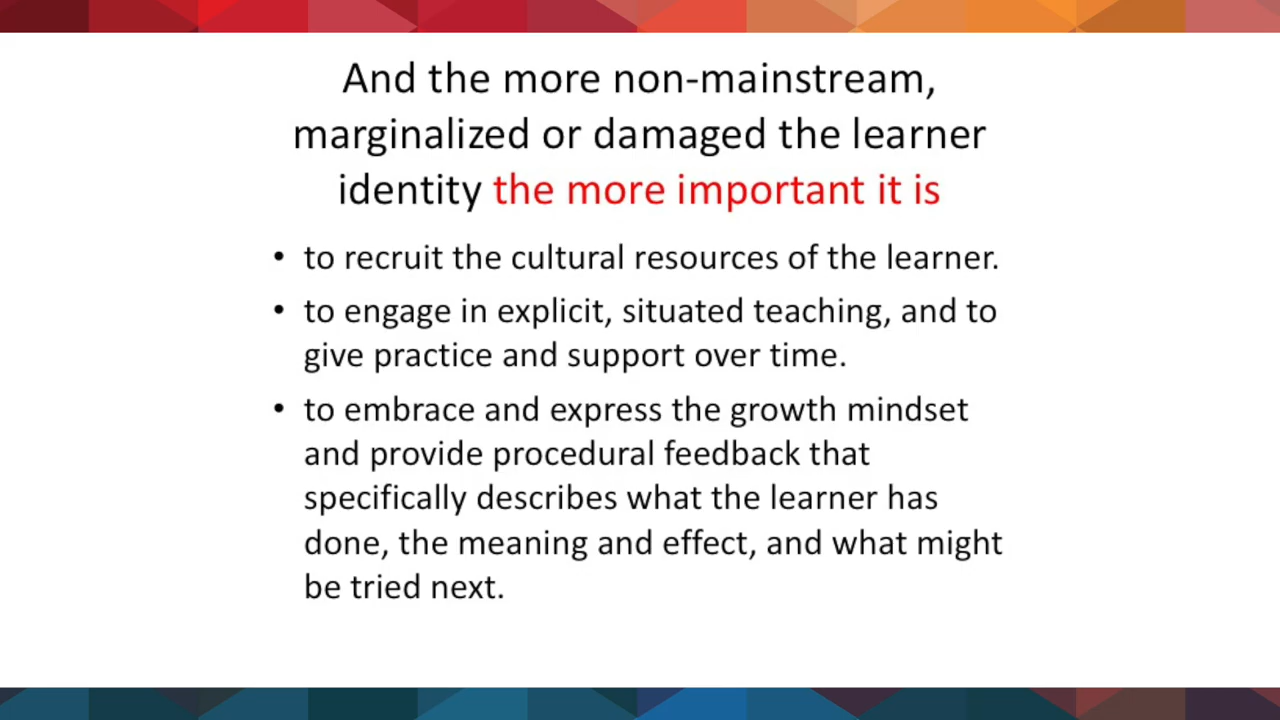 And the more non-mainstream,
marginalized or damaged the learner
identity the more important it is
• to recruit the cultural resources of the learner.
• to engage in explicit, situated teaching, and to
give practice and support over time.
• to embrace and express the growth mindset
and provide procedural feedback that
specifically describes what the learner has
done, the meaning and effect, and what might
be tried next.